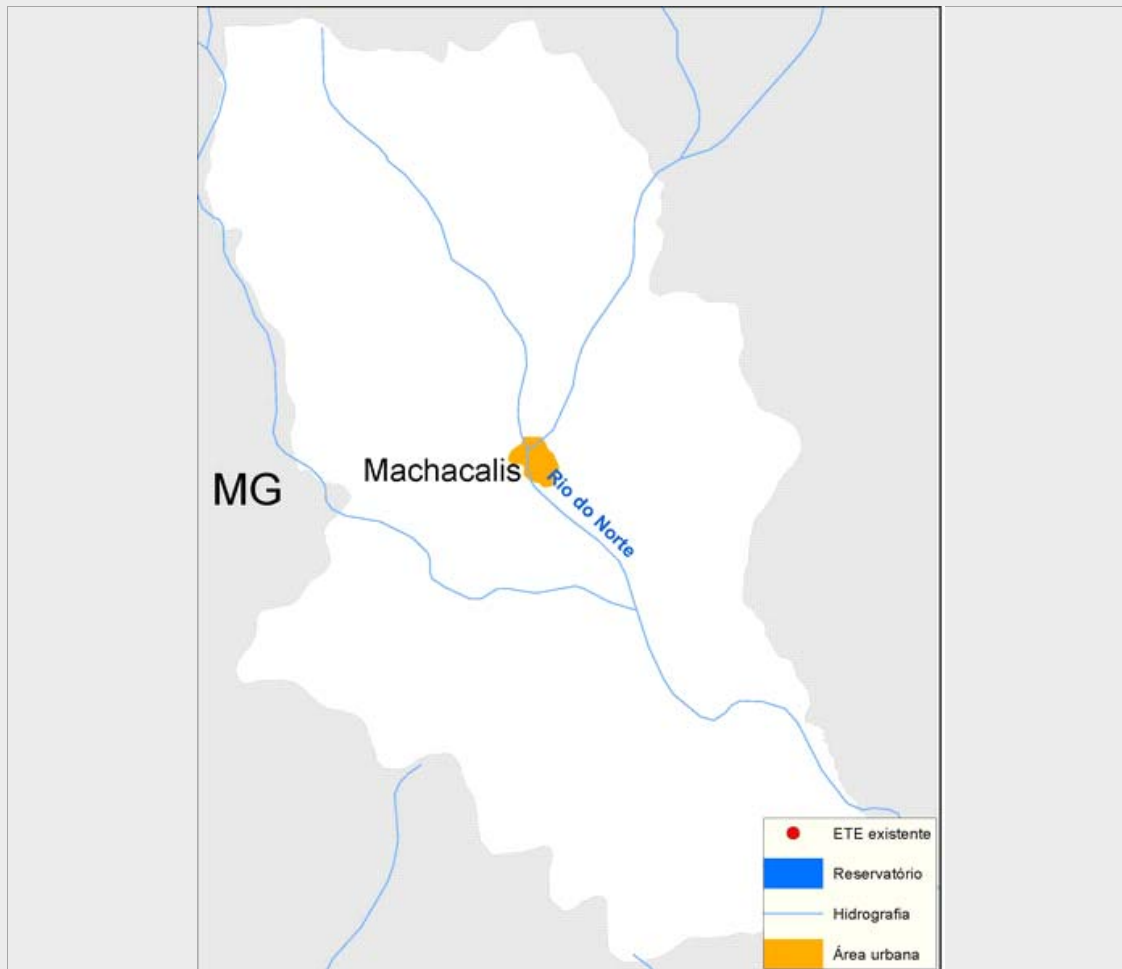 Machacalis
MG
Rio do Norte
ETE existente
Reservatório
Hidrografia
Área urbana